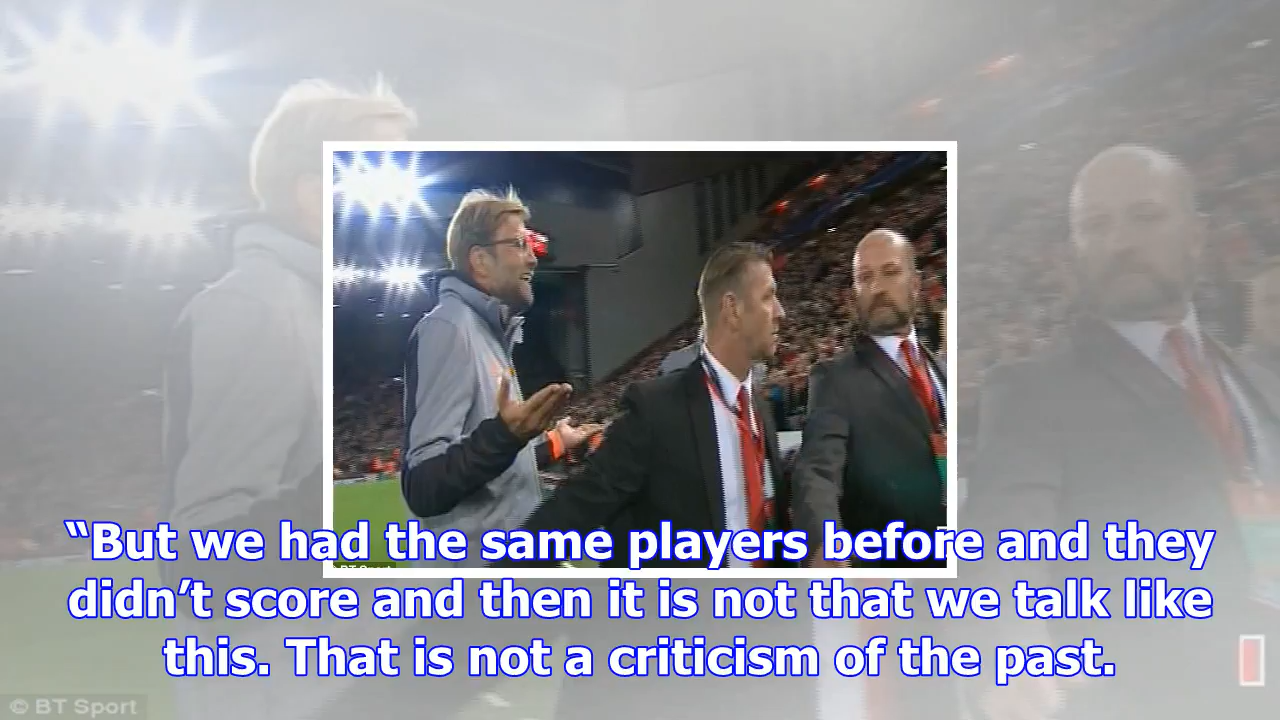 “But we had the same players before and they
didn’t score and then it is not that we talk like
this. That is not a criticism of the past.
© BT Sport